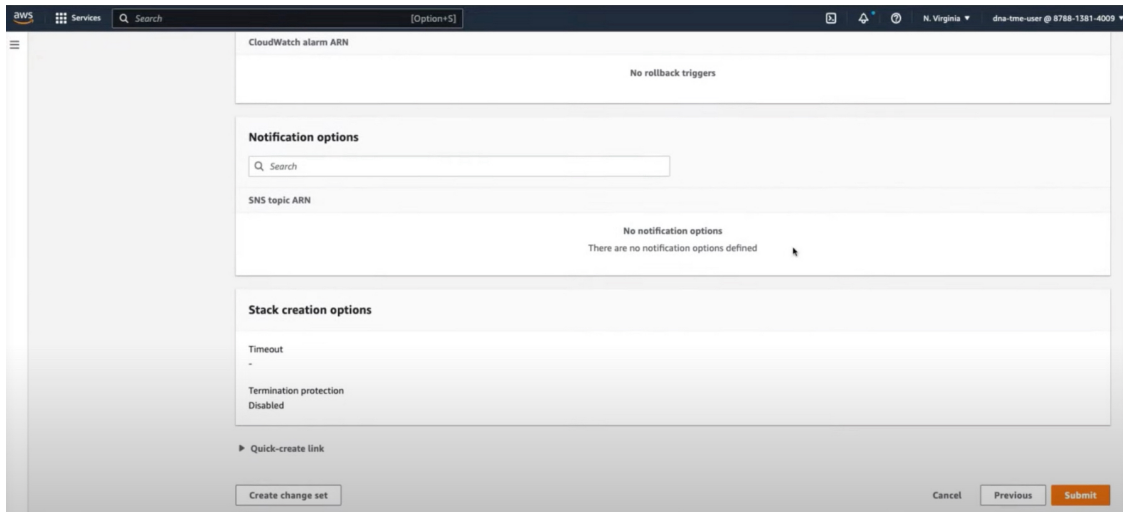 aws Services Search [Option+S] N. Virginia ▼ dna-tme-user @ 8788-1381-4009 ▼
CloudWatch alarm ARN
No rollback triggers
Notification options
Search
SNS topic ARN
No notification options
There are no notification options defined
Stack creation options
Timeout
-
Termination protection
Disabled
▶ Quick-create link
Create change set Cancel Previous Submit